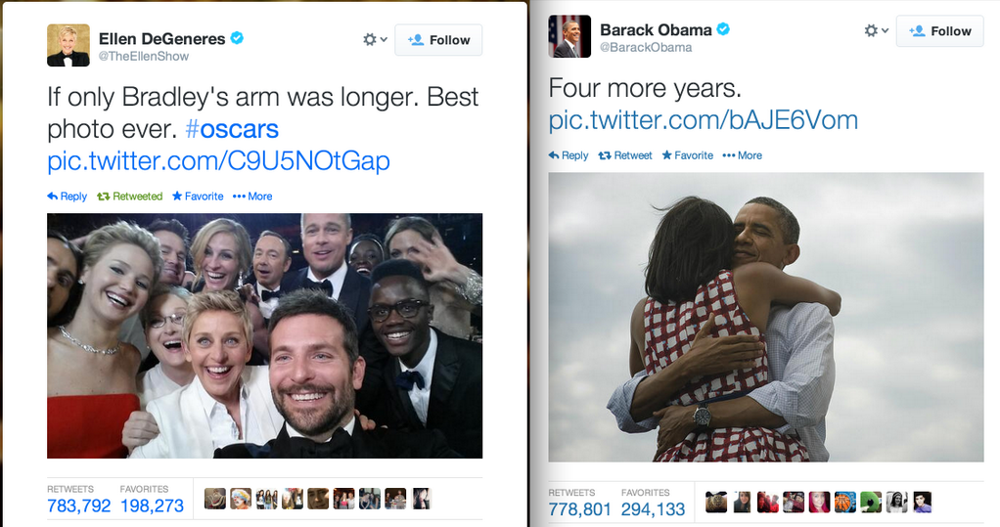 Ellen DeGeneres
@TheEllenShow
Follow
If only Bradley's arm was longer. Best
photo ever. #oscars
pic.twitter.com/C9U5NOtGap
Reply Retweeted Favorite More
RETWEETS FAVORITES
783,792 198,273
Barack Obama
@BarackObama
Follow
Four more years.
pic.twitter.com/bAJE6Vom
Reply Retweet Favorite More
RETWEETS FAVORITES
778,801 294,133